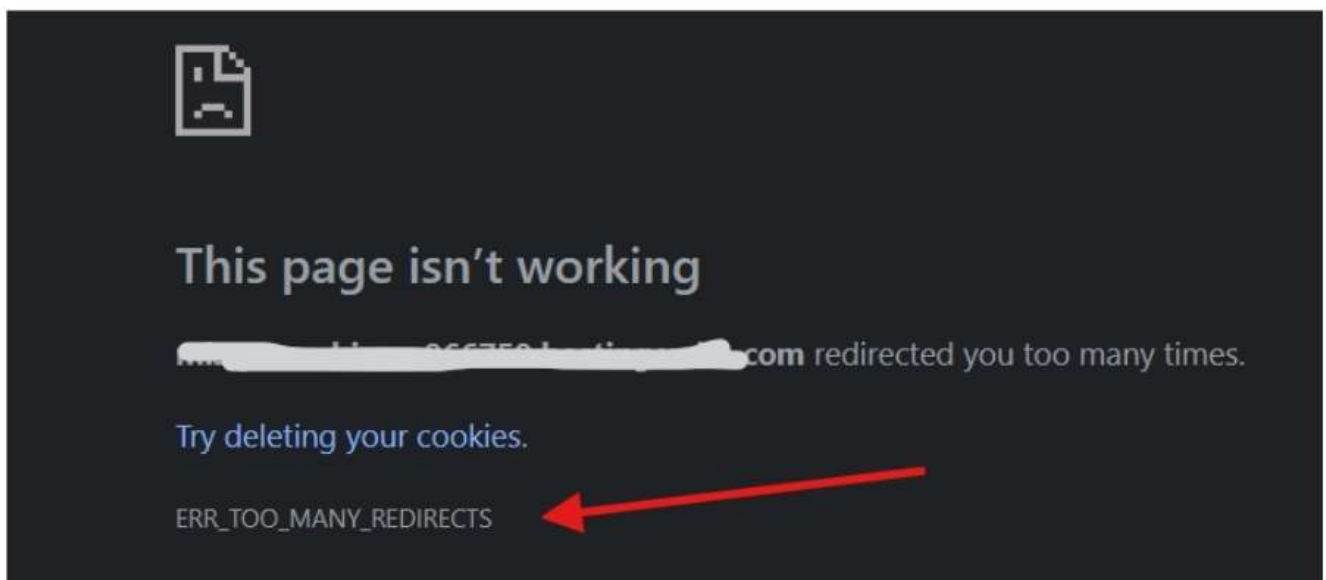 This page isn’t working
com redirected you too many times.
Try deleting your cookies.
ERR_TOO_MANY_REDIRECTS